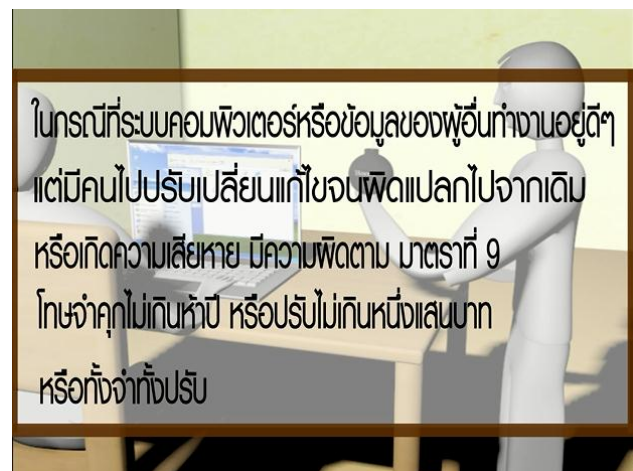 ในกรณีที่ระบบคอมพิวเตอร์หรือข้อมูลของผู้อื่นทำงานอยู่ดีๆ
แต่มีคนไปปรับเปลี่ยนแก้ไขจนผิดแปลกไปจากเดิม
หรือเกิดความเสียหาย มีความผิดตาม มาตราที่ 9
โทษจำคุกไม่เกินห้าปี หรือปรับไม่เกินหนึ่งแสนบาท
หรือทั้งจำทั้งปรับ